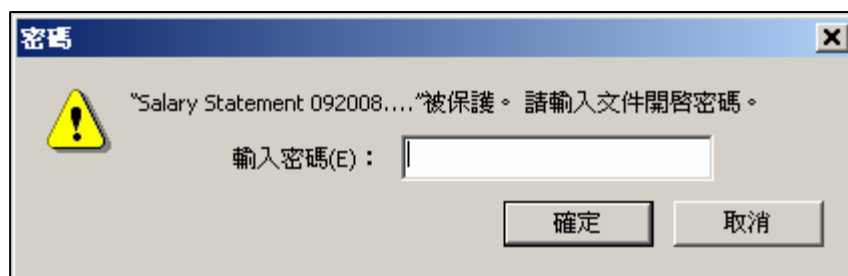 密碼
"Salary Statement 092008...."被保護。 請輸入文件開啓密碼。
輸入密碼(E)：
確定 取消